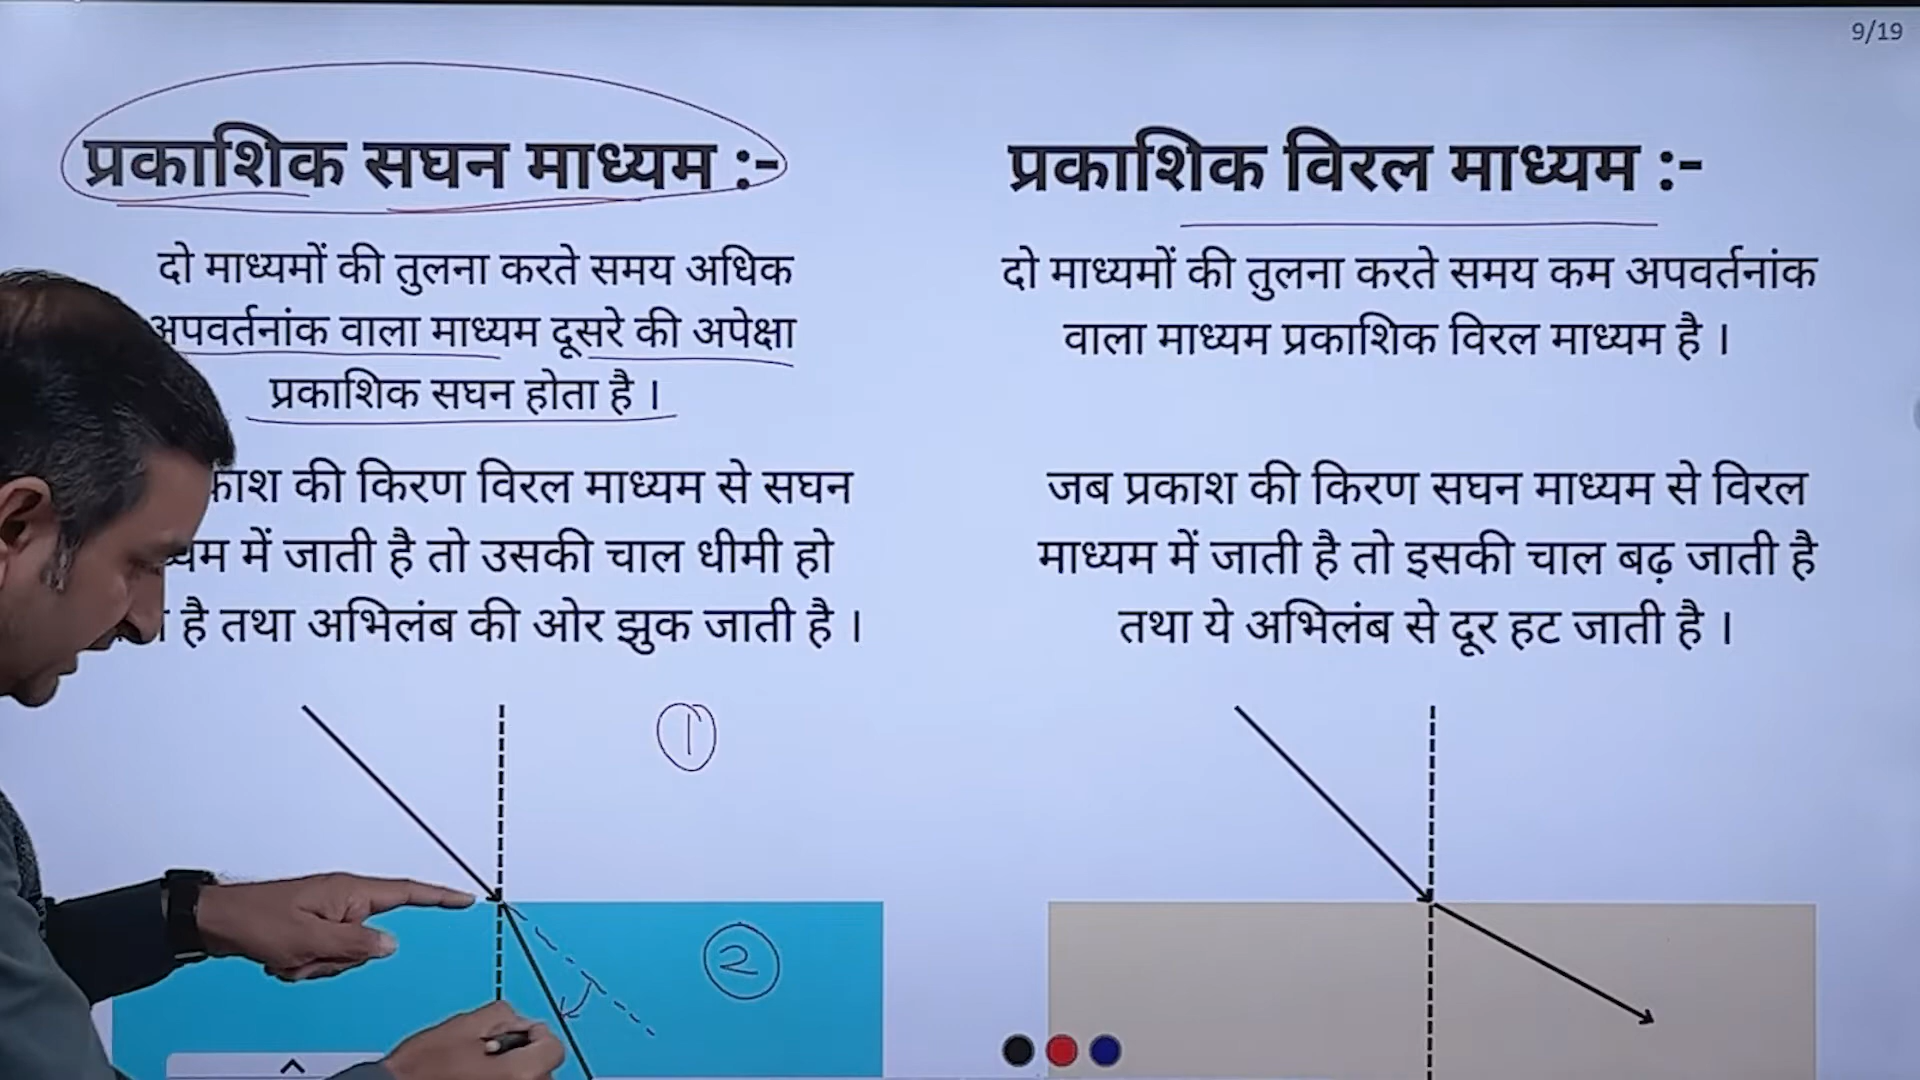 9/19
प्रकाशिक सघन माध्यम :-
दो माध्यमों की तुलना करते समय अधिक
अपवर्तनांक वाला माध्यम दूसरे की अपेक्षा
प्रकाशिक सघन होता है ।
की किरण विरल माध्यम से सघन
में जाती है तो उसकी चाल धीमी हो
है तथा अभिलंब की ओर झुक जाती है ।
1
2
प्रकाशिक विरल माध्यम :-
दो माध्यमों की तुलना करते समय कम अपवर्तनांक
वाला माध्यम प्रकाशिक विरल माध्यम है ।
जब प्रकाश की किरण सघन माध्यम से विरल
माध्यम में जाती है तो इसकी चाल बढ़ जाती है
तथा ये अभिलंब से दूर हट जाती है ।